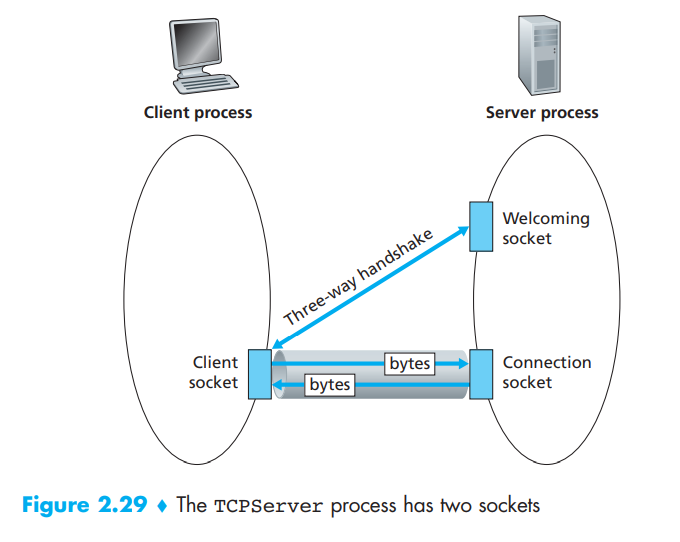 Client process
Server process
Welcoming
socket
Three-way handshake
Client
socket
bytes
bytes
Connection
socket
Figure 2.29 ♦ The TCPServer process has two sockets